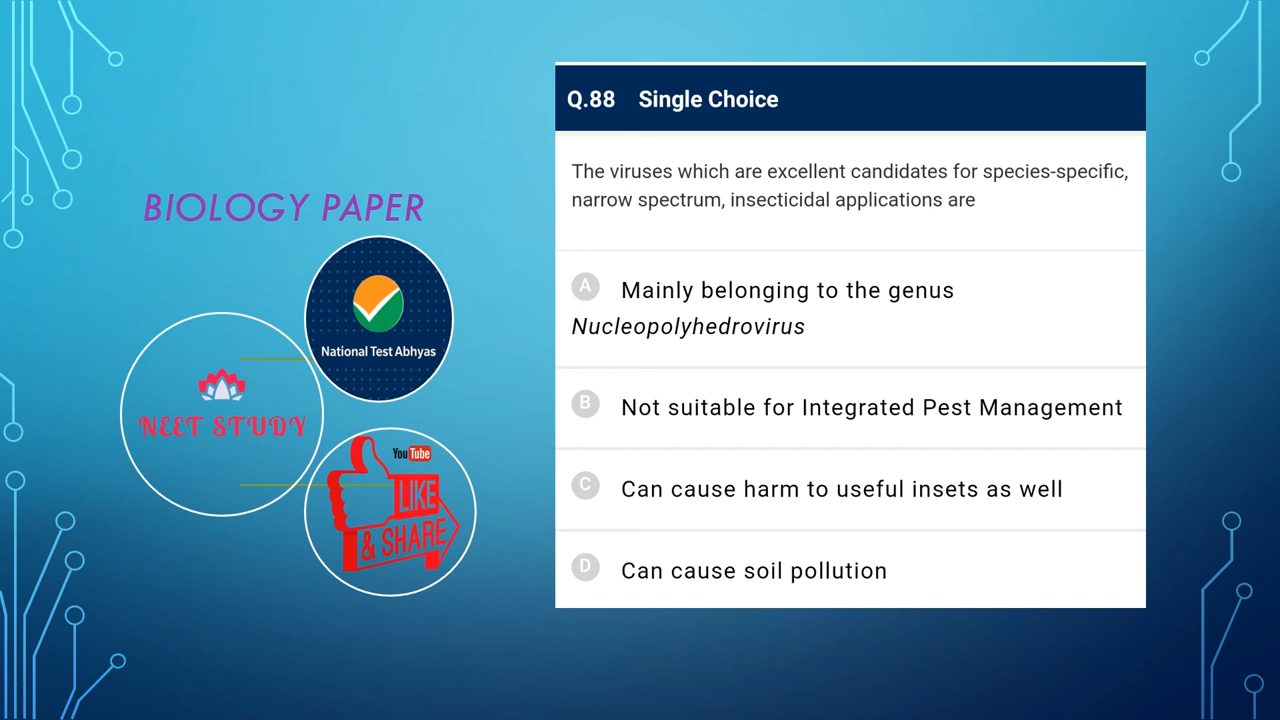 BIOLOGY PAPER
National Test Abhyas
NEET STUDY
YouTube
LIKE
& SHARE
Q.88 Single Choice
The viruses which are excellent candidates for species-specific,
narrow spectrum, insecticidal applications are
A Mainly belonging to the genus
Nucleopolyhedrovirus
B Not suitable for Integrated Pest Management
C Can cause harm to useful insets as well
D Can cause soil pollution